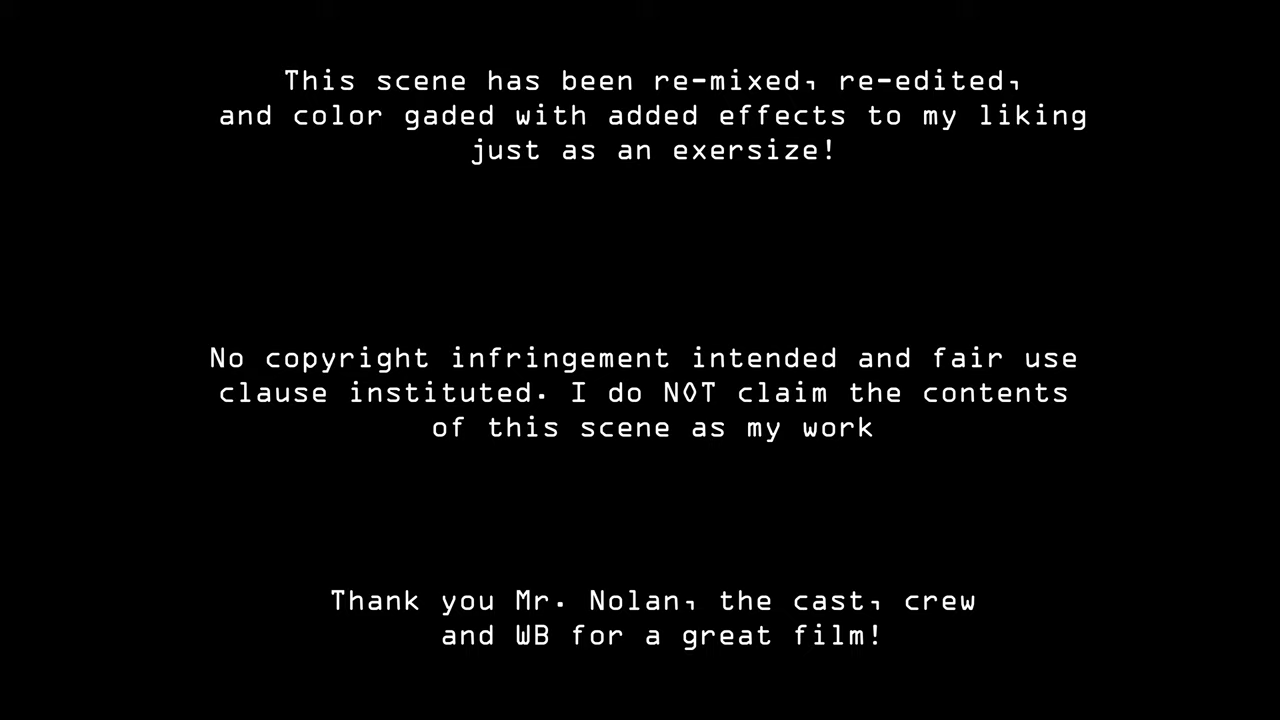 This scene has been re-mixed, re-edited,
and color gaded with added effects to my liking
just as an exersize!
No copyright infringement intended and fair use
clause instituted. I do NOT claim the contents
of this scene as my work
Thank you Mr. Nolan, the cast, crew
and WB for a great film!